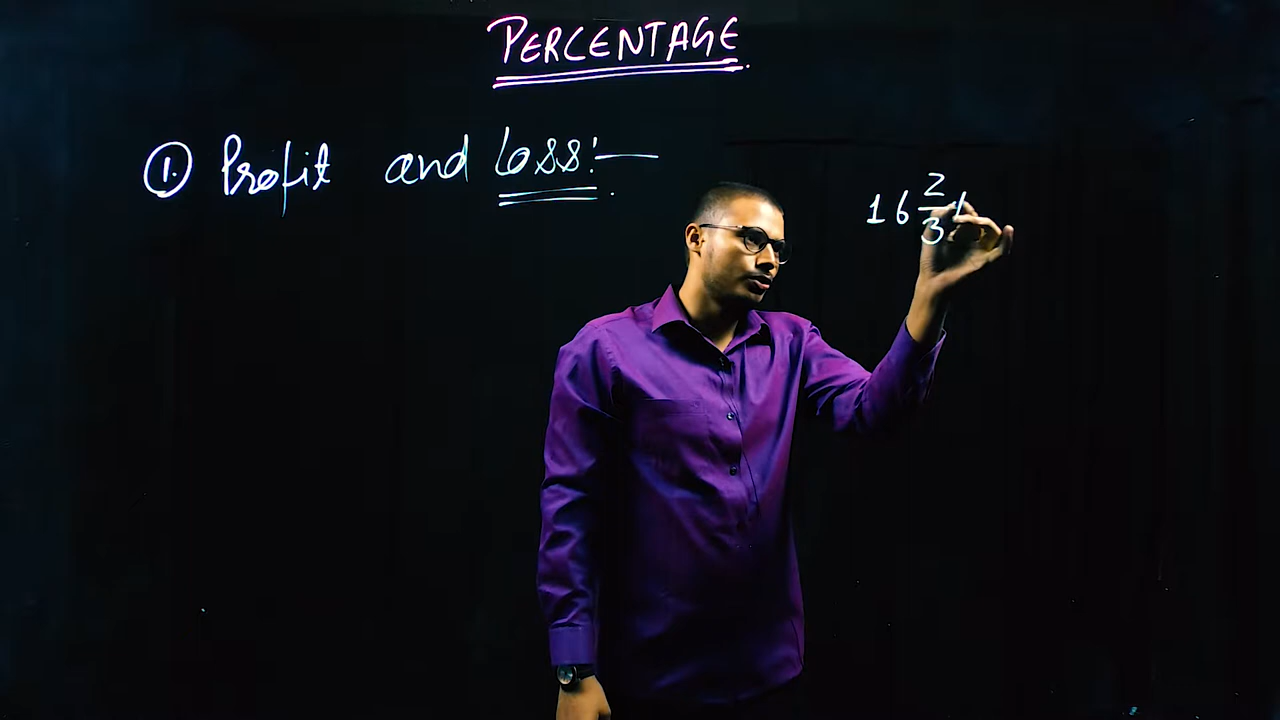 PERCENTAGE
① Profit and loss:—
16 2/3